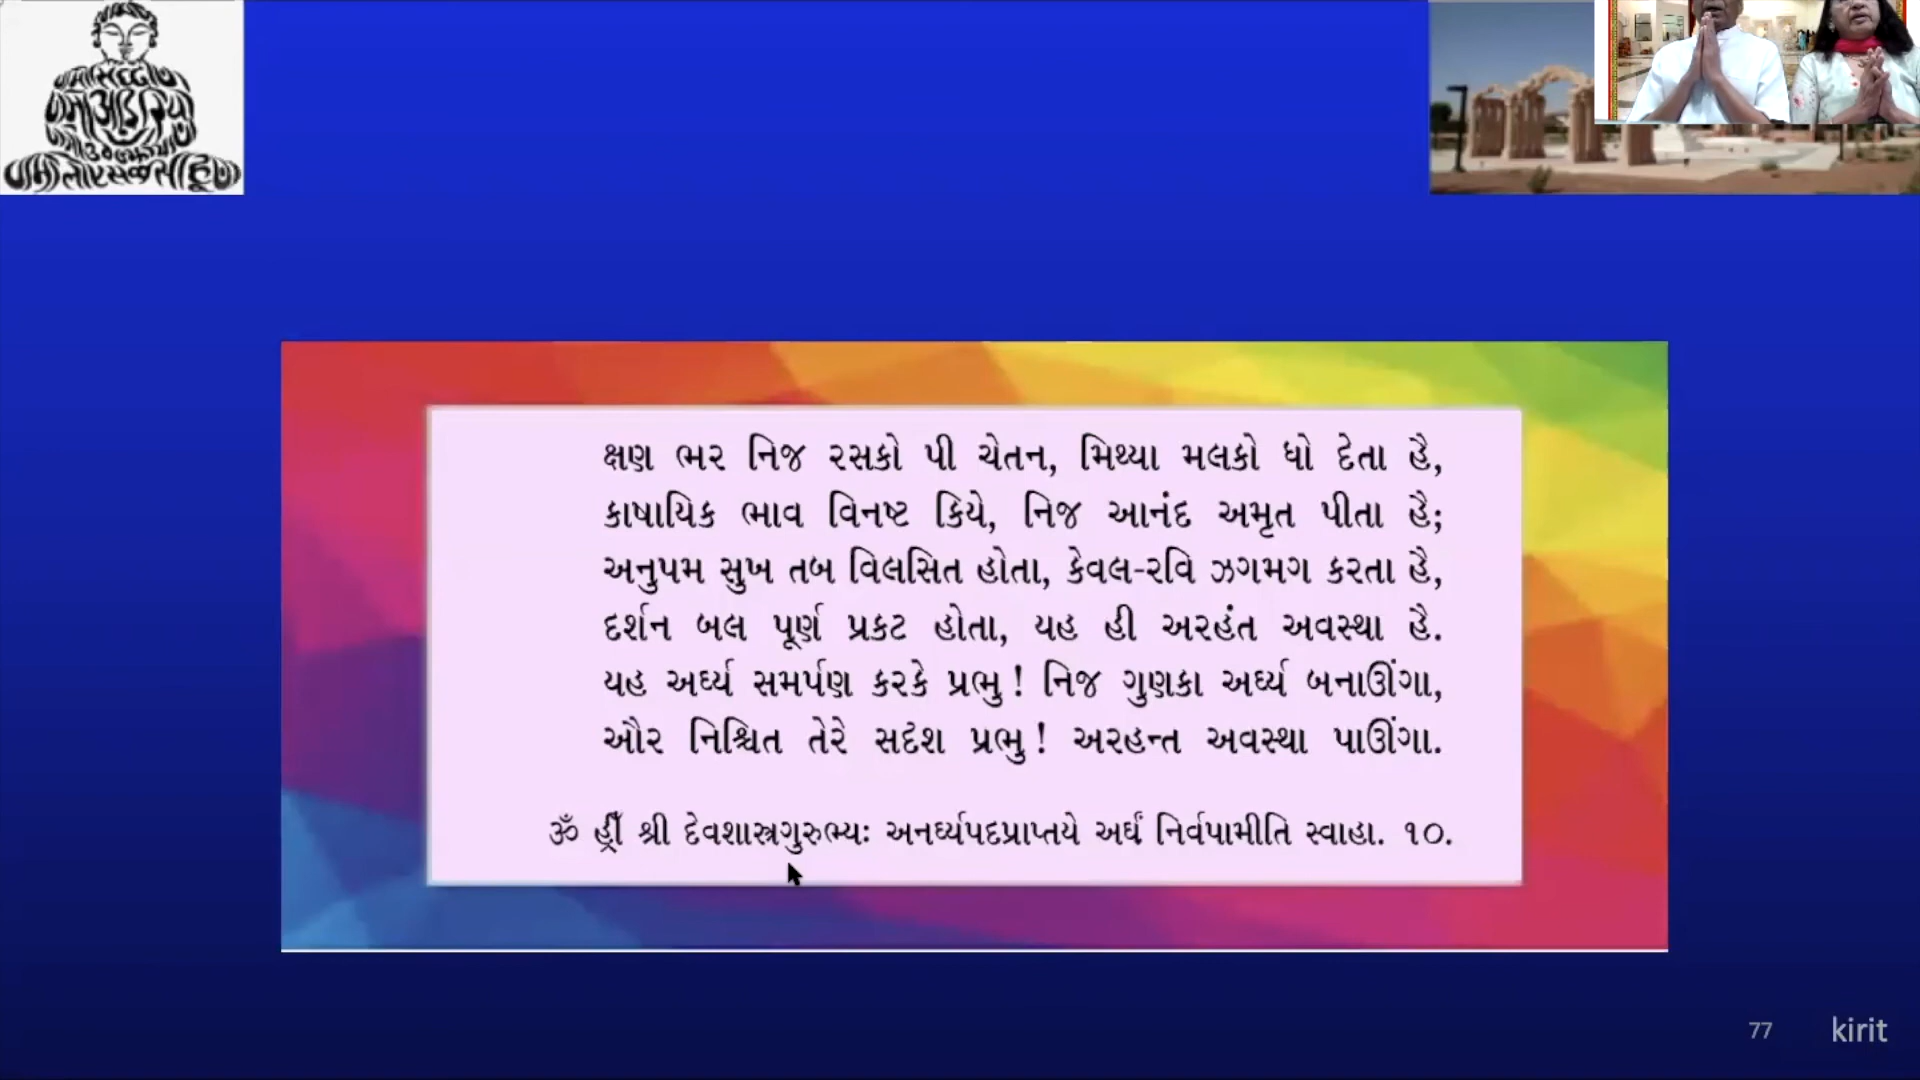 ક્ષણ ભર નિજ રસકો પી ચેતન, મિથ્યા મલકો ધો દેતા હૈ,
કાષાયિક ભાવ વિનષ્ટ કિયે, નિજ આનંદ અમૃત પીતા હૈ;
અનુપમ સુખ તબ વિલસિત હોતા, કેવલ-રવિ ઝગમગ કરતા હૈ,
દર્શન બલ પૂર્ણ પ્રકટ હોતા, યહ હી અરહંત અવસ્થા હૈ.
યહ અર્ઘ્ય સમર્પણ કરકે પ્રભુ ! નિજ ગુણકા અર્ઘ્ય બનાઊંગા,
ઔર નિશ્ચિત તેરે સદૃશ પ્રભુ ! અરહન્ત અવસ્થા પાઊંગા.
ૐ હ્રીં શ્રી દેવશાસ્ત્રગુરુભ્યઃ અનર્ઘ્યપદપ્રાપ્તયે અર્ઘં નિર્વપામીતિ સ્વાહા. ૧૦.
77 kirit